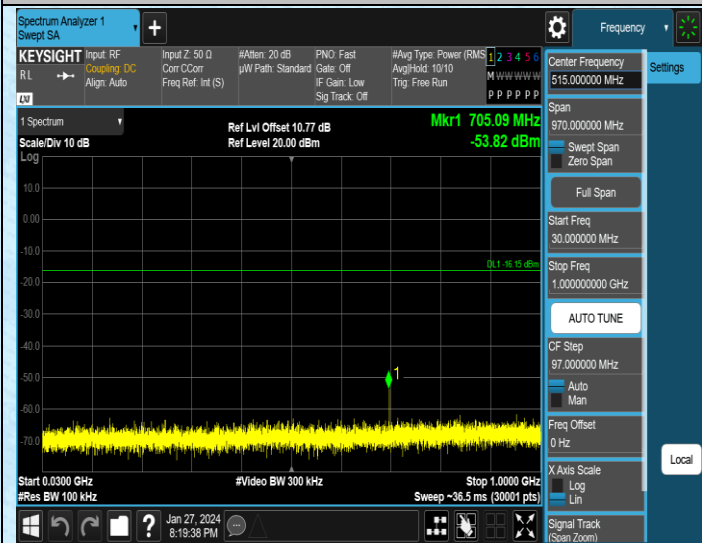 Spectrum Analyzer 1
Swept SA
+
Frequency
KEYSIGHT
RL
LXI
Input: RF
Coupling: DC
Align: Auto
Input Z: 50 Ω
Corr CCorr
Freq Ref: Int (S)
#Atten: 20 dB
µW Path: Standard
PNO: Fast
Gate: Off
IF Gain: Low
Sig Track: Off
#Avg Type: Power (RMS
Avg|Hold: 10/10
Trig: Free Run
1 2 3 4 5 6
M W W W W W
P P P P P P
1 Spectrum
Scale/Div 10 dB
Log
Ref Lvl Offset 10.77 dB
Ref Level 20.00 dBm
Mkr1 705.09 MHz
-53.82 dBm
10.0
0.00
-10.0
DL1 -16.15 dBm
-20.0
-30.0
-40.0
-50.0
1
-60.0
-70.0
Start 0.0300 GHz
#Res BW 100 kHz
#Video BW 300 kHz
Stop 1.0000 GHz
Sweep ~36.5 ms (30001 pts)
?
Jan 27, 2024
8:19:38 PM
Center Frequency
515.000000 MHz
Span
970.000000 MHz
Swept Span
Zero Span
Full Span
Start Freq
30.000000 MHz
Stop Freq
1.000000000 GHz
AUTO TUNE
CF Step
97.000000 MHz
Auto
Man
Freq Offset
0 Hz
X Axis Scale
Log
Lin
Signal Track
(Span Zoom)
Settings
Local